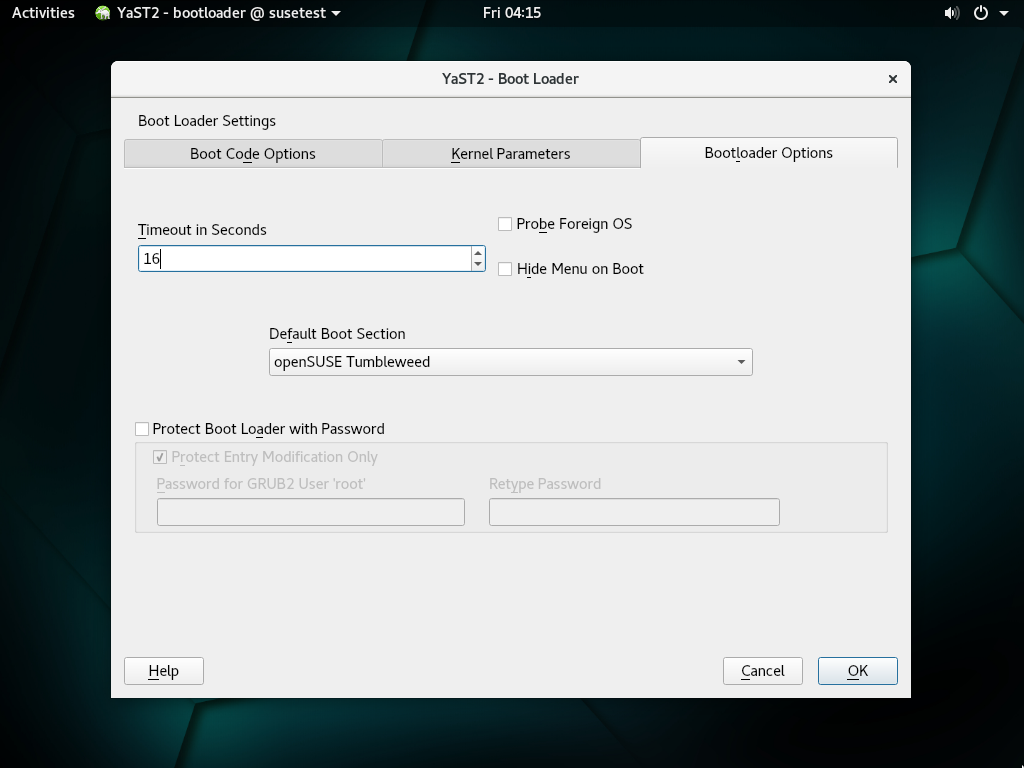 Activities YaST2 - bootloader @ susetest Fri 04:15
YaST2 - Boot Loader
Boot Loader Settings
Boot Code Options Kernel Parameters Bootloader Options
Timeout in Seconds
16
Probe Foreign OS
Hide Menu on Boot
Default Boot Section
openSUSE Tumbleweed
Protect Boot Loader with Password
Protect Entry Modification Only
Password for GRUB2 User 'root' Retype Password
Help Cancel OK